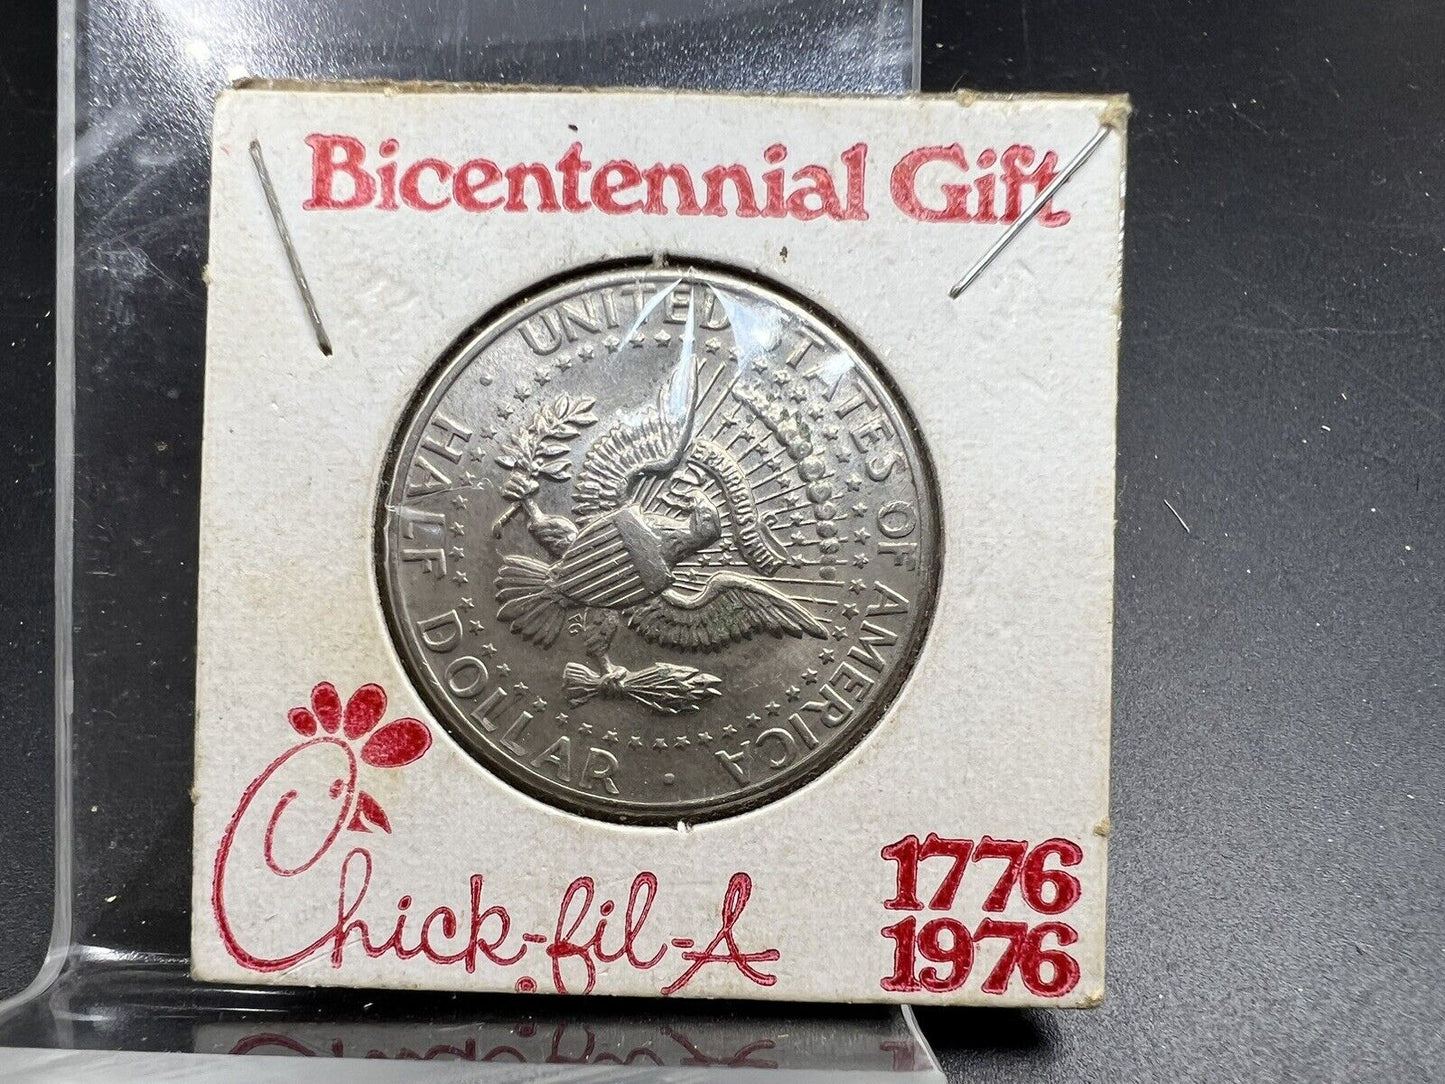 Bicentennial Gift
UNITED STATES OF AMERICA
E PLURIBUS UNUM
HALF DOLLAR
Chick-fil-A
1776
1976